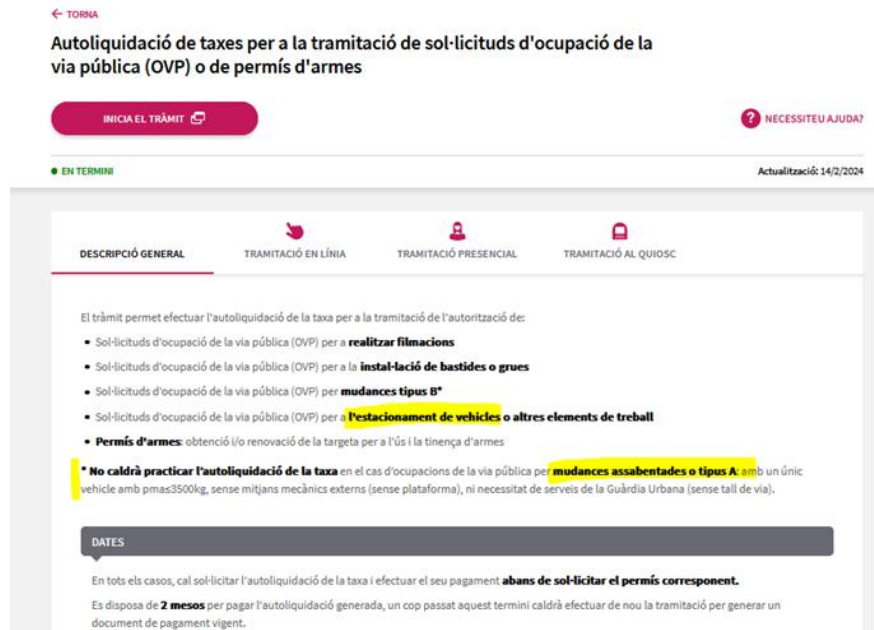 ← TORNA
Autoliquidació de taxes per a la tramitació de sol·licituds d'ocupació de la
via pública (OVP) o de permís d'armes
INICIA EL TRÀMIT
? NECESSITEU AJUDA?
● EN TERMINI
Actualització: 14/2/2024
DESCRIPCIÓ GENERAL
TRAMITACIÓ EN LÍNIA
TRAMITACIÓ PRESENCIAL
TRAMITACIÓ AL QUIOSC
El tràmit permet efectuar l'autoliquidació de la taxa per a la tramitació de l'autorització de:
• Sol·licituds d'ocupació de la via pública (OVP) per a realitzar filmacions
• Sol·licituds d'ocupació de la via pública (OVP) per a la instal·lació de bastides o grues
• Sol·licituds d'ocupació de la via pública (OVP) per mudances tipus B*
• Sol·licituds d'ocupació de la via pública (OVP) per a l'estacionament de vehicles o altres elements de treball
• Permís d'armes: obtenció i/o renovació de la targeta per a l'ús i la tinença d'armes
* No caldrà practicar l'autoliquidació de la taxa en el cas d'ocupacions de la via pública per mudances assabentades o tipus A: amb un únic
vehicle amb pma≤3500kg, sense mitjans mecànics externs (sense plataforma), ni necessitat de serveis de la Guàrdia Urbana (sense tall de via).
DATES
En tots els casos, cal sol·licitar l'autoliquidació de la taxa i efectuar el seu pagament abans de sol·licitar el permís corresponent.
Es disposa de 2 mesos per pagar l'autoliquidació generada, un cop passat aquest termini caldrà efectuar de nou la tramitació per generar un
document de pagament vigent.